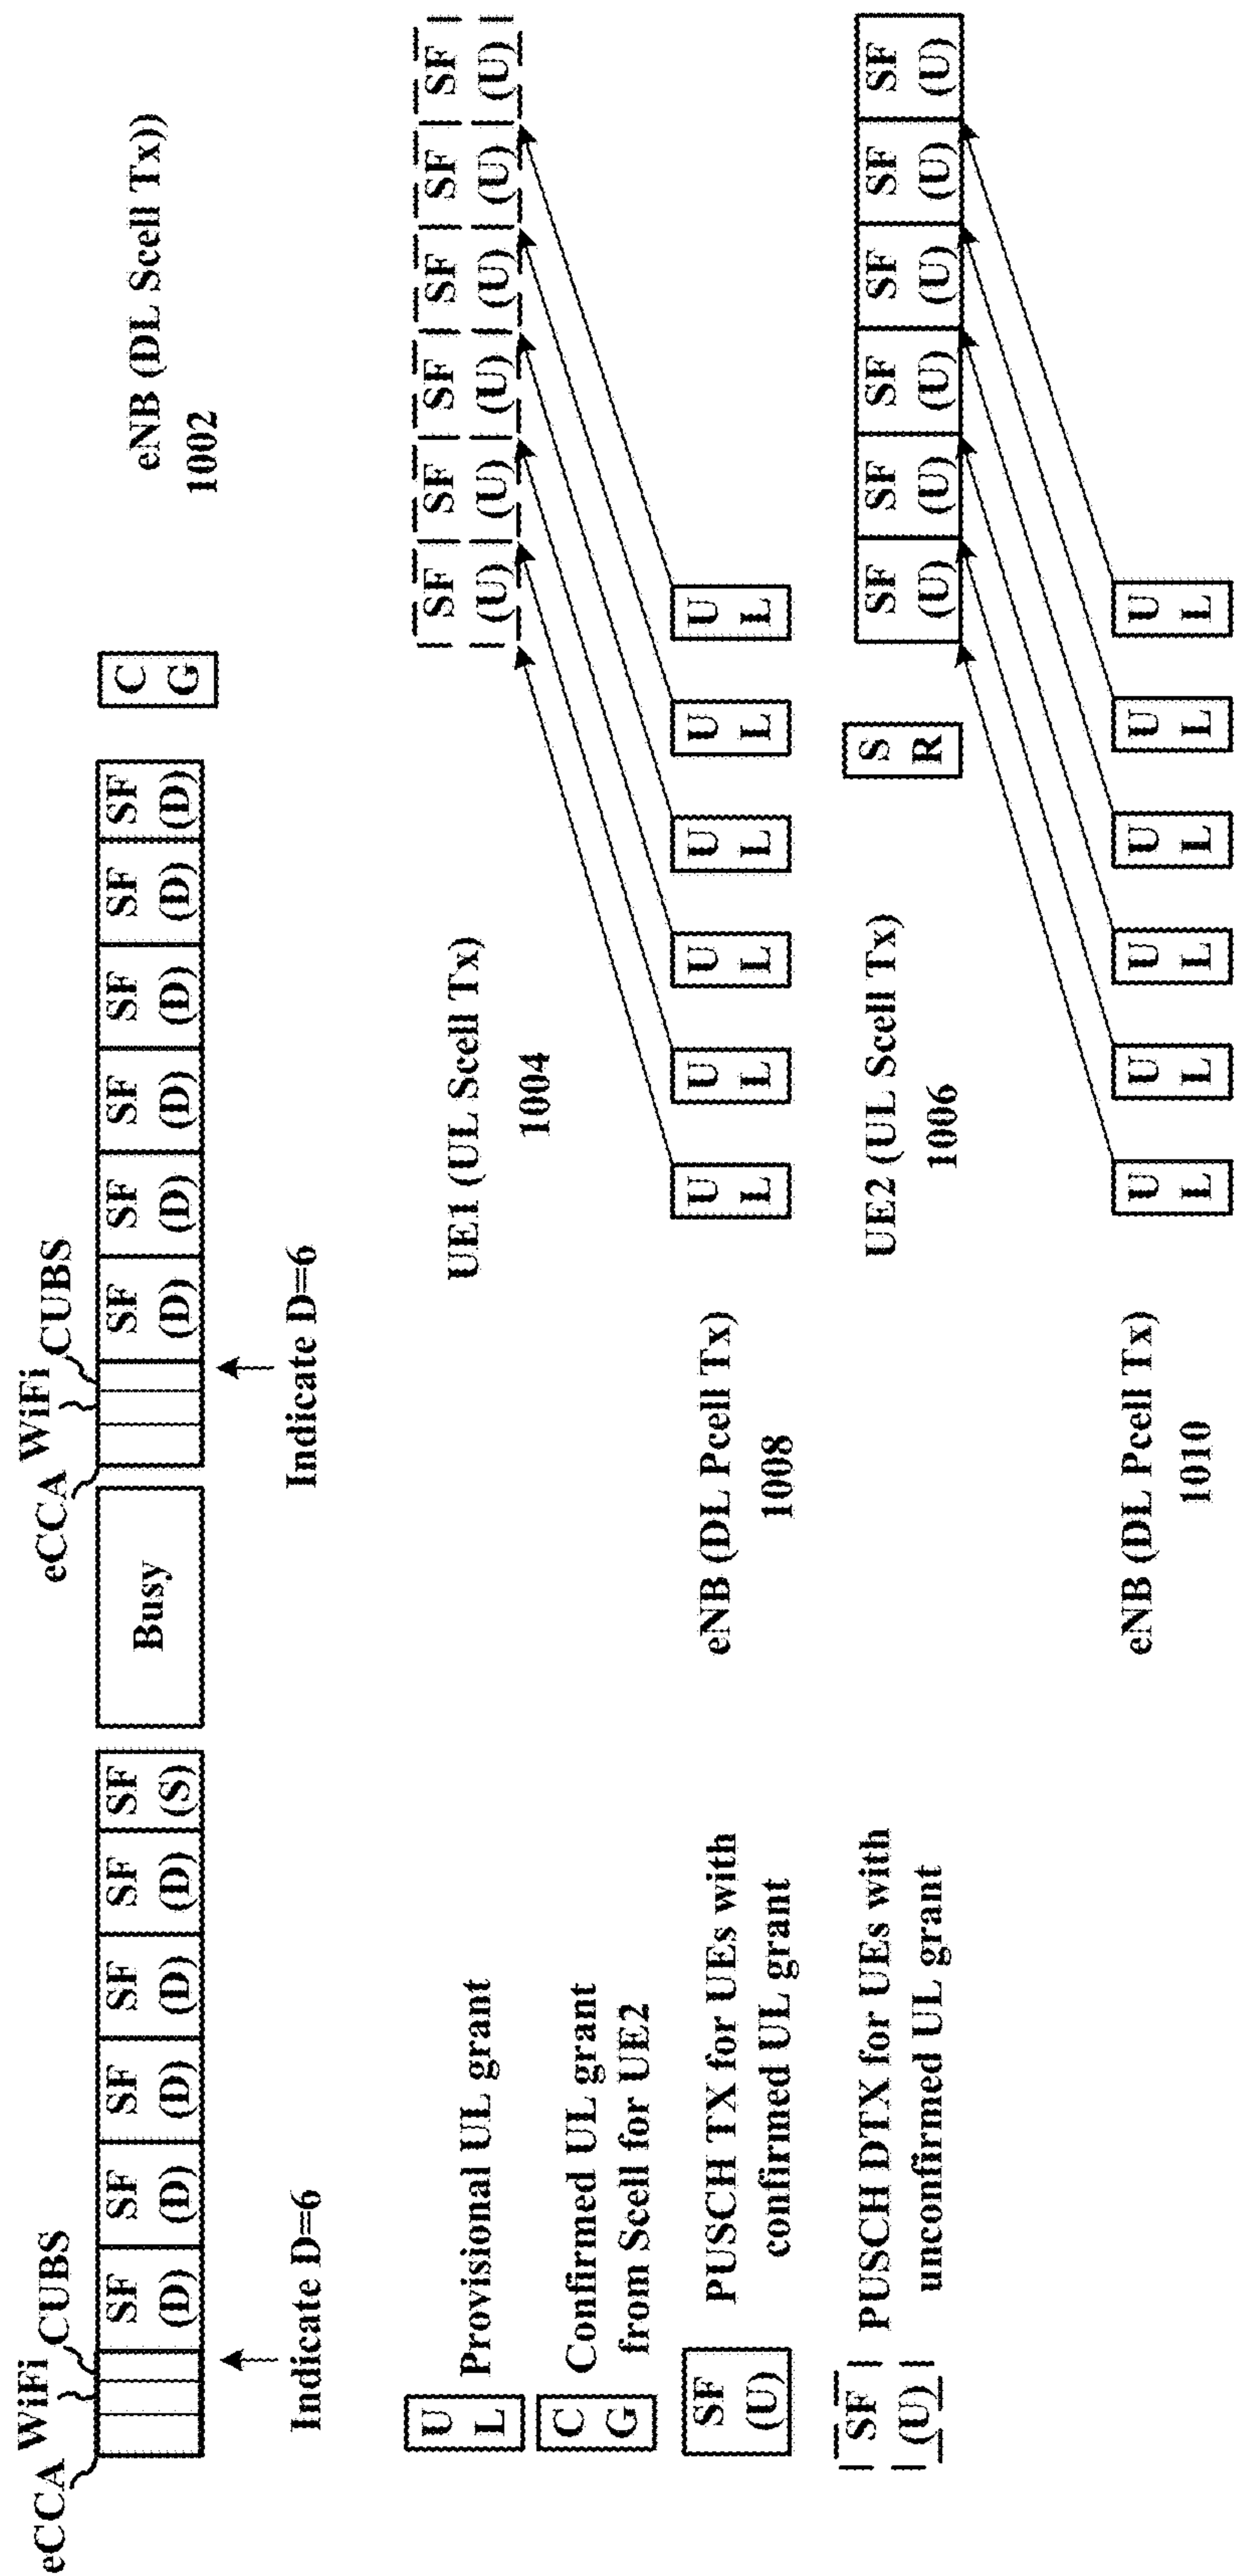 eCCA WiFi CUBS
SF (D) SF (D) SF (D) SF (D) SF (D) SF (S)
Indicate D=6
Busy
eCCA WiFi CUBS
SF (D) SF (D) SF (D) SF (D) SF (D) SF (D)
Indicate D=6
C G
eNB (DL Scell Tx))
1002
UE1 (UL Scell Tx)
1004
SF (U) SF (U) SF (U) SF (U) SF (U) SF (U)
eNB (DL Pcell Tx)
1008
U L U L U L U L U L U L
UE2 (UL Scell Tx)
1006
S R
SF (U) SF (U) SF (U) SF (U) SF (U) SF (U)
eNB (DL Pcell Tx)
1010
U L U L U L U L U L U L
U L Provisional UL grant
C G Confirmed UL grant
from Scell for UE2
SF (U) PUSCH TX for UEs with
confirmed UL grant
SF (U) PUSCH DTX for UEs with
unconfirmed UL grant